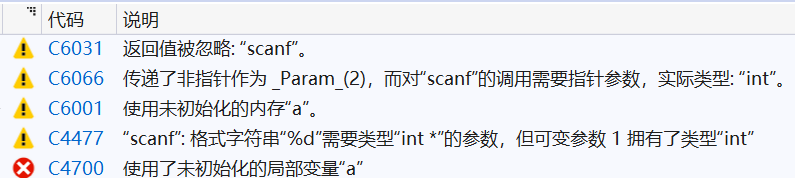 代码 说明
C6031 返回值被忽略: “scanf”。
C6066 传递了非指针作为 _Param_(2)，而对“scanf”的调用需要指针参数，实际类型: “int”。
C6001 使用未初始化的内存“a”。
C4477 “scanf”: 格式字符串“%d”需要类型“int *”的参数，但可变参数 1 拥有了类型“int”
C4700 使用了未初始化的局部变量“a”